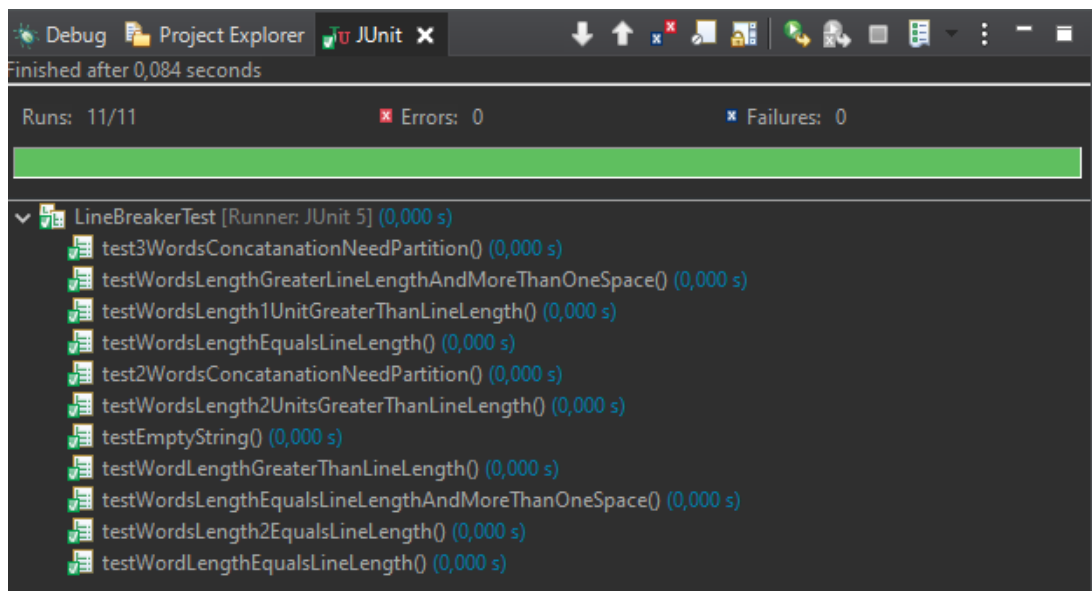 Debug Project Explorer JUnit
Finished after 0,084 seconds
Runs: 11/11 Errors: 0 Failures: 0
LineBreakerTest [Runner: JUnit 5] (0,000 s)
test3WordsConcatanationNeedPartition() (0,000 s)
testWordsLengthGreaterLineLengthAndMoreThanOneSpace() (0,000 s)
testWordsLength1UnitGreaterThanLineLength() (0,000 s)
testWordsLengthEqualsLineLength() (0,000 s)
test2WordsConcatanationNeedPartition() (0,000 s)
testWordsLength2UnitsGreaterThanLineLength() (0,000 s)
testEmptyString() (0,000 s)
testWordLengthGreaterThanLineLength() (0,000 s)
testWordsLengthEqualsLineLengthAndMoreThanOneSpace() (0,000 s)
testWordsLength2EqualsLineLength() (0,000 s)
testWordLengthEqualsLineLength() (0,000 s)